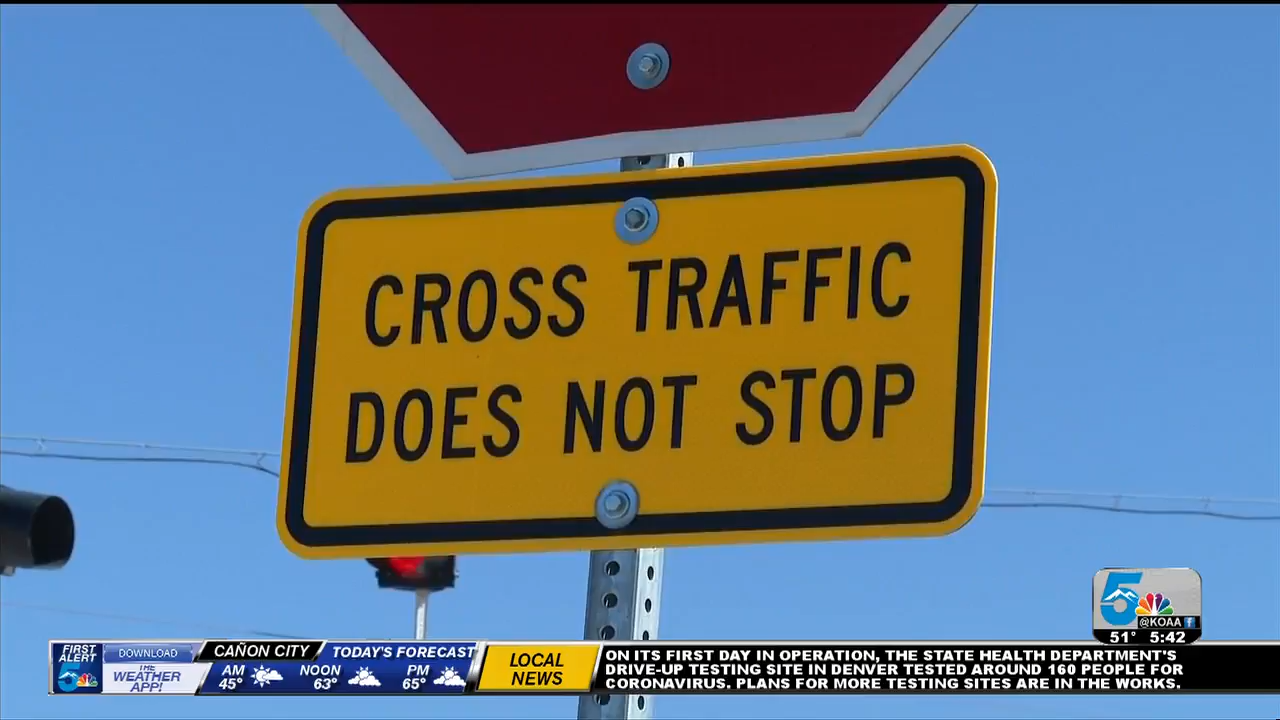 CROSS TRAFFIC
DOES NOT STOP
5
@KOAA f
51° 5:42
FIRST
ALERT
5
DOWNLOAD
THE
WEATHER
APP!
CAÑON CITY
TODAY'S FORECAST
AM
45°
NOON
63°
PM
65°
LOCAL
NEWS
ON ITS FIRST DAY IN OPERATION, THE STATE HEALTH DEPARTMENT'S
DRIVE-UP TESTING SITE IN DENVER TESTED AROUND 160 PEOPLE FOR
CORONAVIRUS. PLANS FOR MORE TESTING SITES ARE IN THE WORKS.